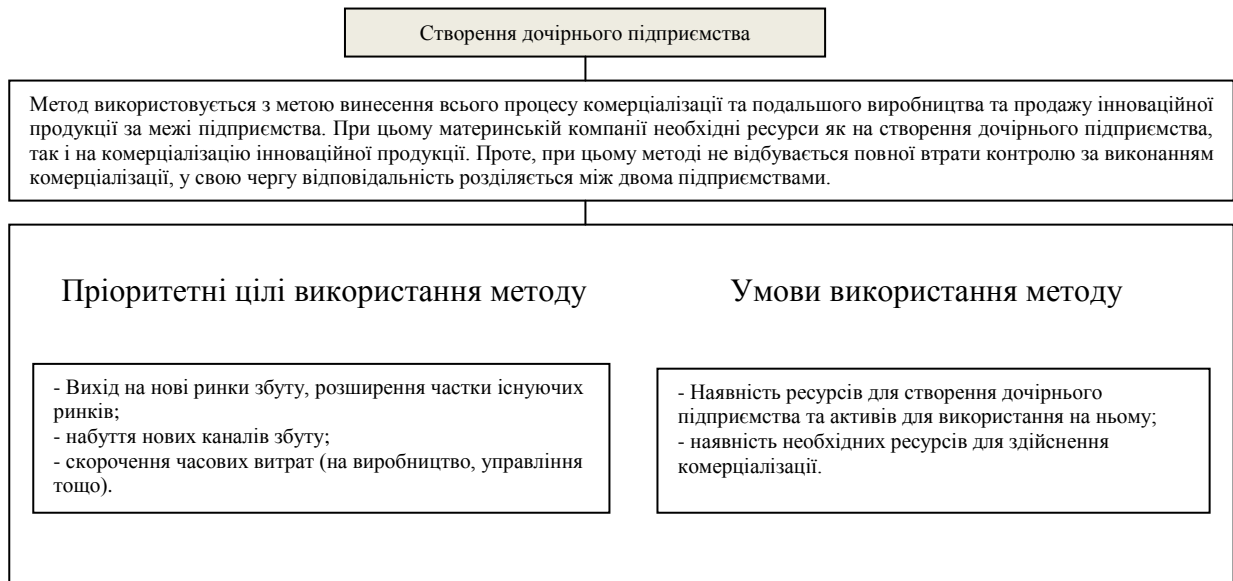 Створення дочірнього підприємства
Метод використовується з метою винесення всього процесу комерціалізації та подальшого виробництва та продажу інноваційної
продукції за межі підприємства. При цьому материнській компанії необхідні ресурси як на створення дочірнього підприємства,
так і на комерціалізацію інноваційної продукції. Проте, при цьому методі не відбувається повної втрати контролю за виконанням
комерціалізації, у свою чергу відповідальність розділяється між двома підприємствами.
Пріоритетні цілі використання методу
- Вихід на нові ринки збуту, розширення частки існуючих
ринків;
- набуття нових каналів збуту;
- скорочення часових витрат (на виробництво, управління
тощо).
Умови використання методу
- Наявність ресурсів для створення дочірнього
підприємства та активів для використання на ньому;
- наявність необхідних ресурсів для здійснення
комерціалізації.